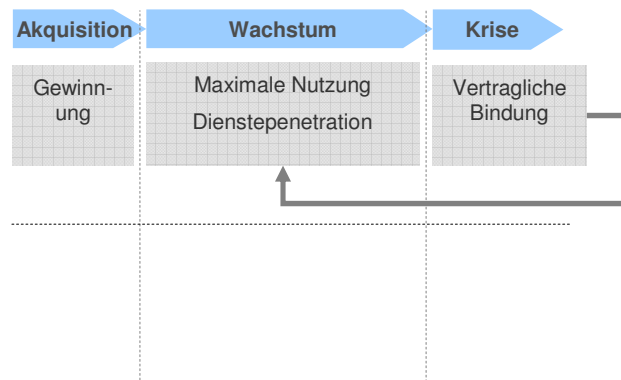 Akquisition
Wachstum
Krise
Gewinn-
ung
Maximale Nutzung
Dienstepenetration
Vertragliche
Bindung